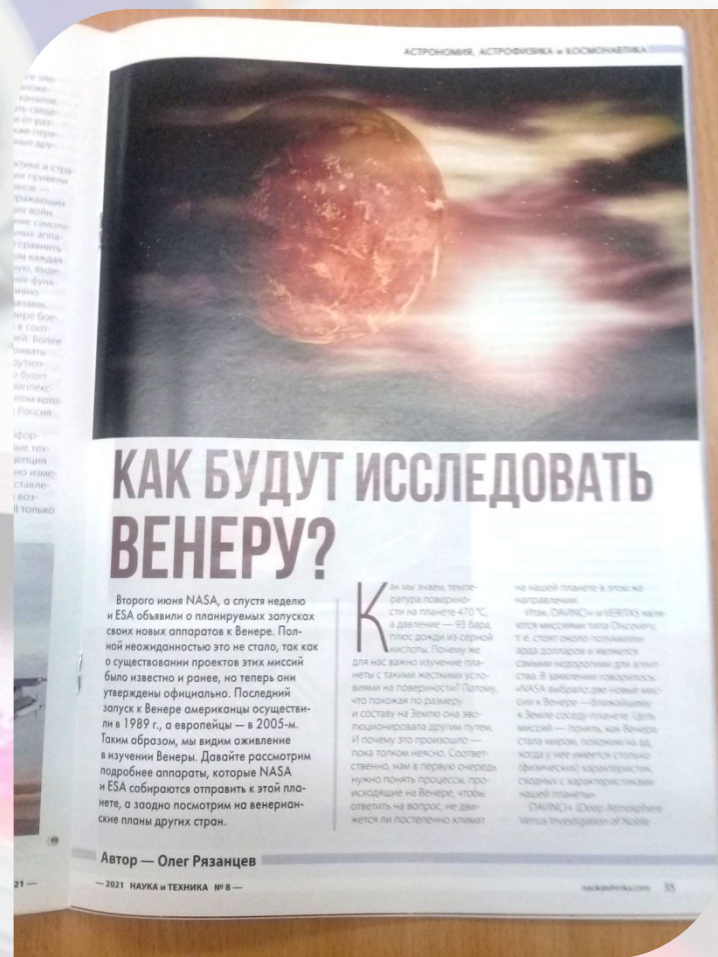 АСТРОНОМИЯ, АСТРОФИЗИКА и КОСМОНАВТИКА
КАК БУДУТ ИССЛЕДОВАТЬ
ВЕНЕРУ?
Второго июня NASA, а спустя неделю
и ESA объявили о планируемых запусках
своих новых аппаратов к Венере. Пол-
ной неожиданностью это не стало, так как
о существовании проектов этих миссий
было известно и ранее, но теперь они
утверждены официально. Последний
запуск к Венере американцы осуществи-
ли в 1989 г., а европейцы — в 2005-м.
Таким образом, мы видим оживление
в изучении Венеры. Давайте рассмотрим
подробнее аппараты, которые NASA
и ESA собираются отправить к этой пла-
нете, а заодно посмотрим на венериан-
ские планы других стран.
Как мы знаем, темпе-
ратура поверхно-
сти на планете 470 °C,
а давление — 93 бара,
плюс дожди из серной
кислоты. Почему же
для нас важно изучение пла-
неты с такими жесткими усло-
виями на поверхности? Потому,
что похожая по размеру
и составу на Землю она эво-
люционировала другим путем.
И почему это произошло —
пока толком неясно. Соответ-
ственно, нам в первую очередь
нужно понять процессы, про-
исходящие на Венере, чтобы
ответить на вопрос, не дви-
жется ли постепенно климат
на нашей планете в этом же
направлении.
Итак, DAVINCI+ и VERITAS явля-
ются миссиями типа Discovery,
т. е. стоят около полумилли-
арда долларов и являются
самыми недорогими для агент-
ства. В заявлении говорилось:
«NASA выбрало две новые мис-
сии к Венере — ближайшему
к Земле соседу-планете. Цель
миссий — понять, как Венера
стала миром, похожим на ад,
когда у нее имеется столько
(физических) характеристик,
сходных с характеристиками
нашей планеты».
DAVINCI+ (Deep Atmosphere
Venus Investigation of Noble
Автор — Олег Рязанцев
— 2021 НАУКА и ТЕХНИКА № 8 —
naukatehnika.com 35